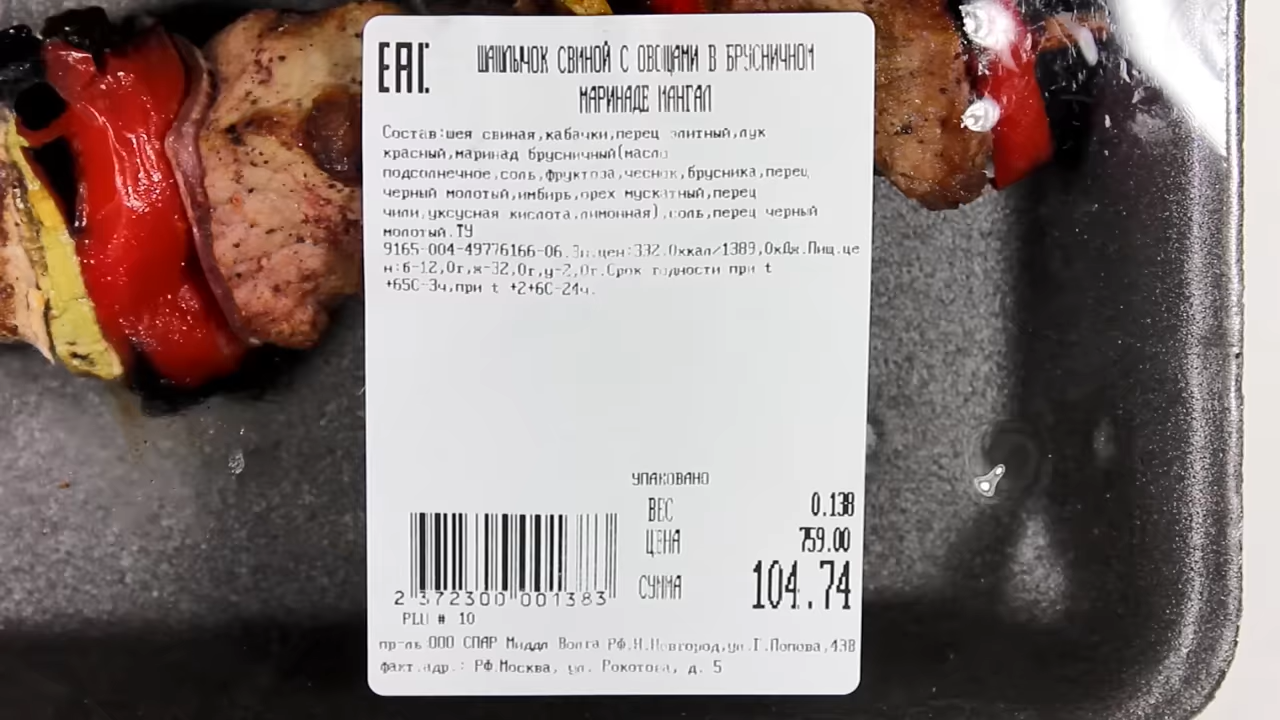 ЕАС
ШАШЛЫЧОК СВИНОЙ С ОВОЩАМИ В БРУСНИЧНОМ
МАРИНАДЕ МАНГАЛ
Состав:шея свиная,кабачки,перец элитный,лук
красный,маринад брусничный(масло
подсолнечное,соль,фруктоза,чеснок,брусника,перец
черный молотый,имбирь,орех мускатный,перец
чили,уксусная кислота,лимонная),соль,перец черный
молотый.ТУ
9165-004-49776166-06.Эн.цен:332,0ккал/1389,0кДж.Пищ.це
н:б-12,0г,ж-32,0г,у-2,0г.Срок годности при t
+65С-3ч,при t +2+6С-24ч.
УПАКОВАНО
ВЕС 0.138
ЦЕНА 759.00
СУММА 104.74
2 372300 001383
PLU # 10
пр-ль ООО СПАР Миддл Волга РФ.Н.Новгород,ул.Г.Попова,43В
факт.адр.: РФ.Москва, ул. Рокотова, д. 5